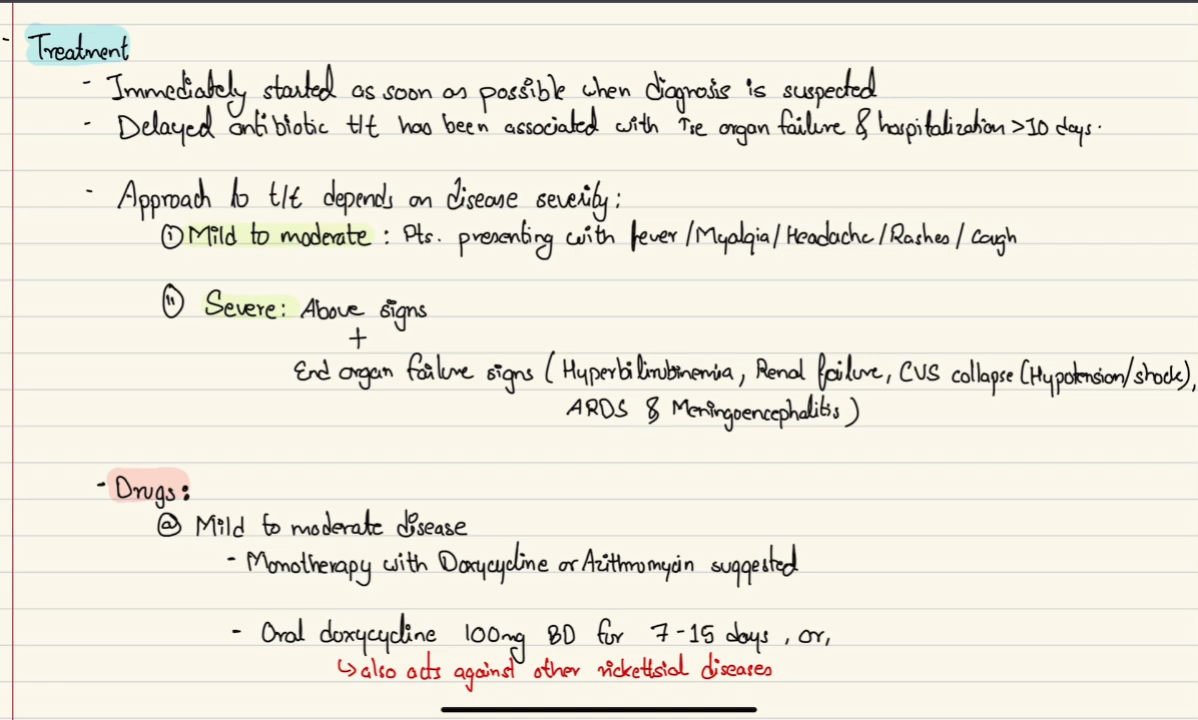 - Treatment
- Immediately started as soon as possible when diagnosis is suspected
- Delayed antibiotic t/t has been associated with ↑se organ failure & hospitalization >10 days.
- Approach to t/t depends on disease severity:
(i) Mild to moderate : Pts. presenting with fever/Myalgia/Headache/Rashes/Cough
(ii) Severe: Above signs
+
End organ failure signs (Hyperbilirubinemia, Renal failure, CVS collapse (Hypotension/shock),
ARDS & Meningoencephalitis)
- Drugs:
ⓐ Mild to moderate disease
- Monotherapy with Doxycycline or Azithromycin suggested
- Oral doxycycline 100mg BD for 7-15 days, or,
↳ also acts against other rickettsial diseases